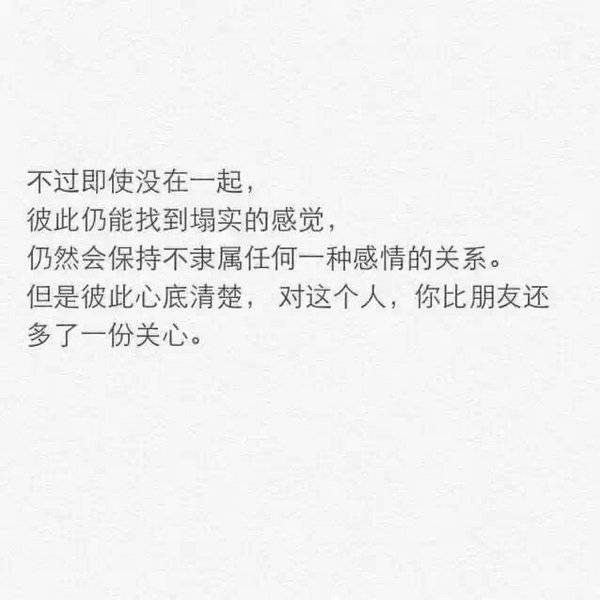 不过即使没在一起，
彼此仍能找到塌实的感觉，
仍然会保持不隶属任何一种感情的关系。
但是彼此心底清楚， 对这个人，你比朋友还
多了一份关心。